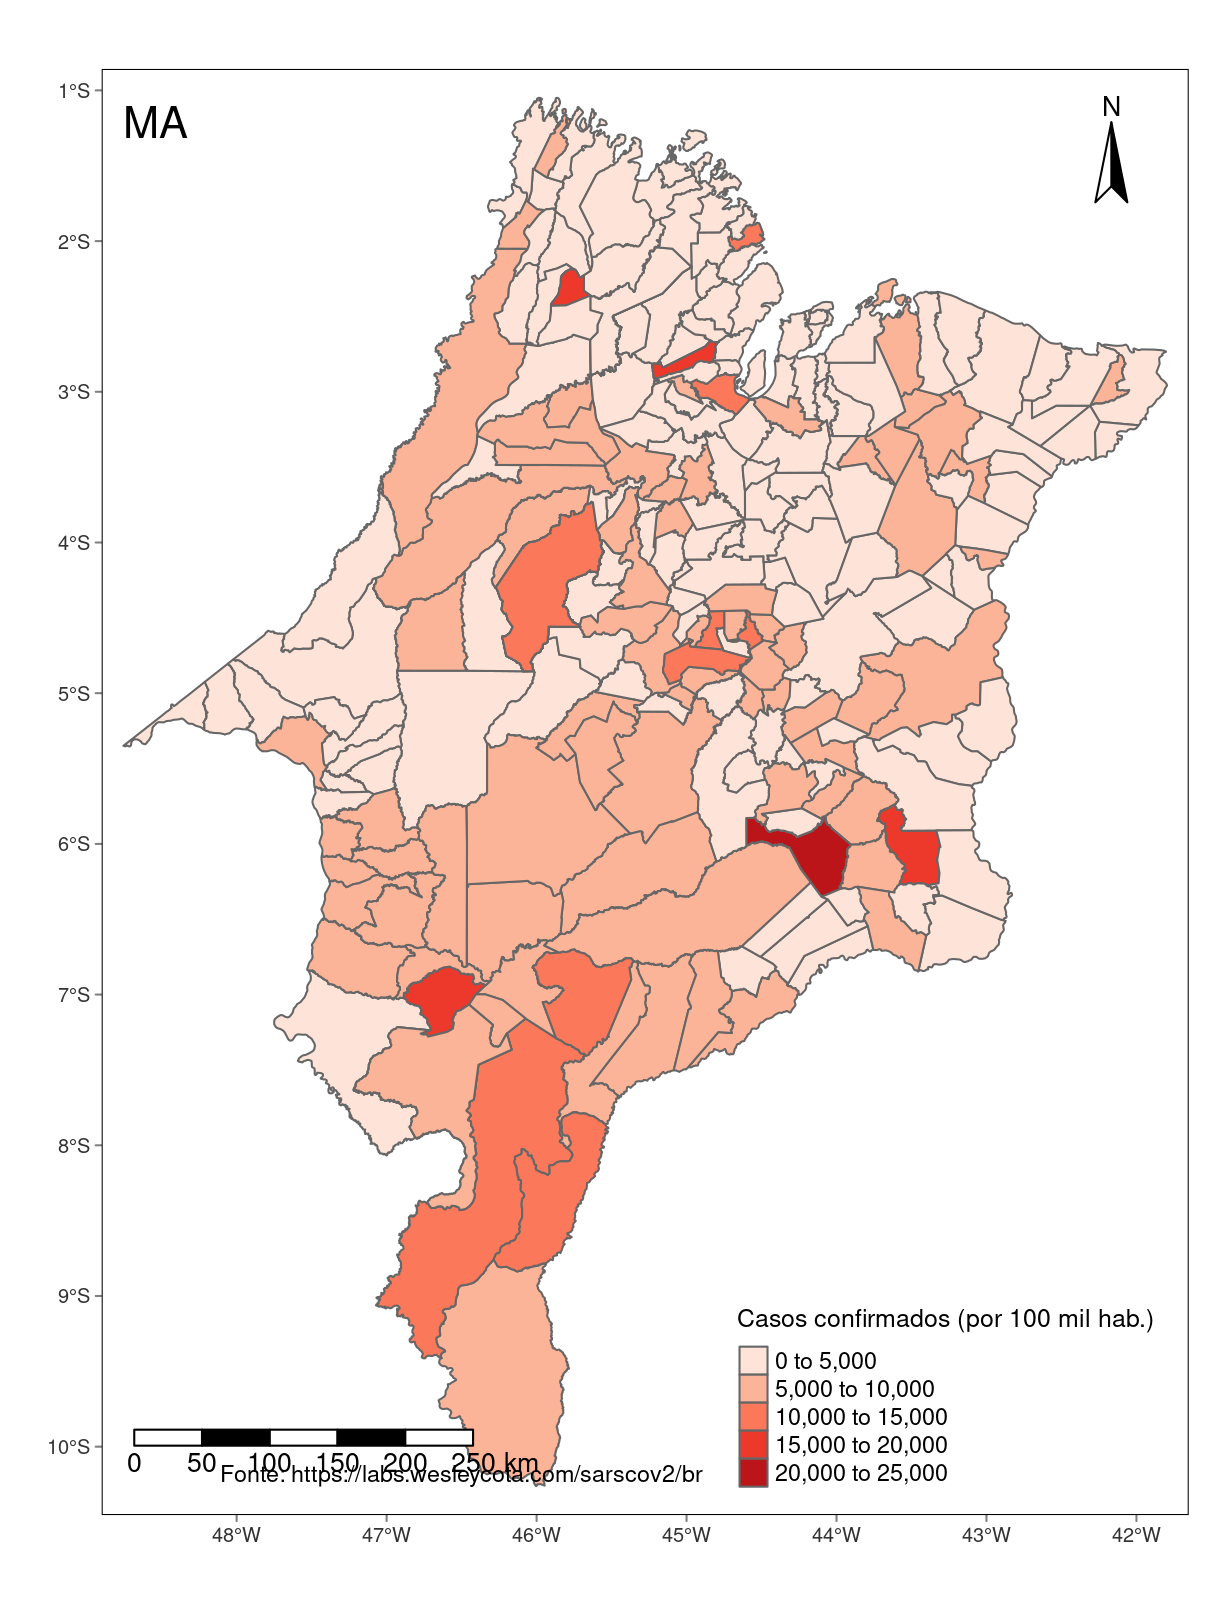 MA
N
1°S
2°S
3°S
4°S
5°S
6°S
7°S
8°S
9°S
10°S
Casos confirmados (por 100 mil hab.)
0 to 5,000
5,000 to 10,000
10,000 to 15,000
15,000 to 20,000
20,000 to 25,000
0 50 100 150 200 250 km
Fonte: https://labs.wesleycota.com/sarscov2/br
48°W 47°W 46°W 45°W 44°W 43°W 42°W